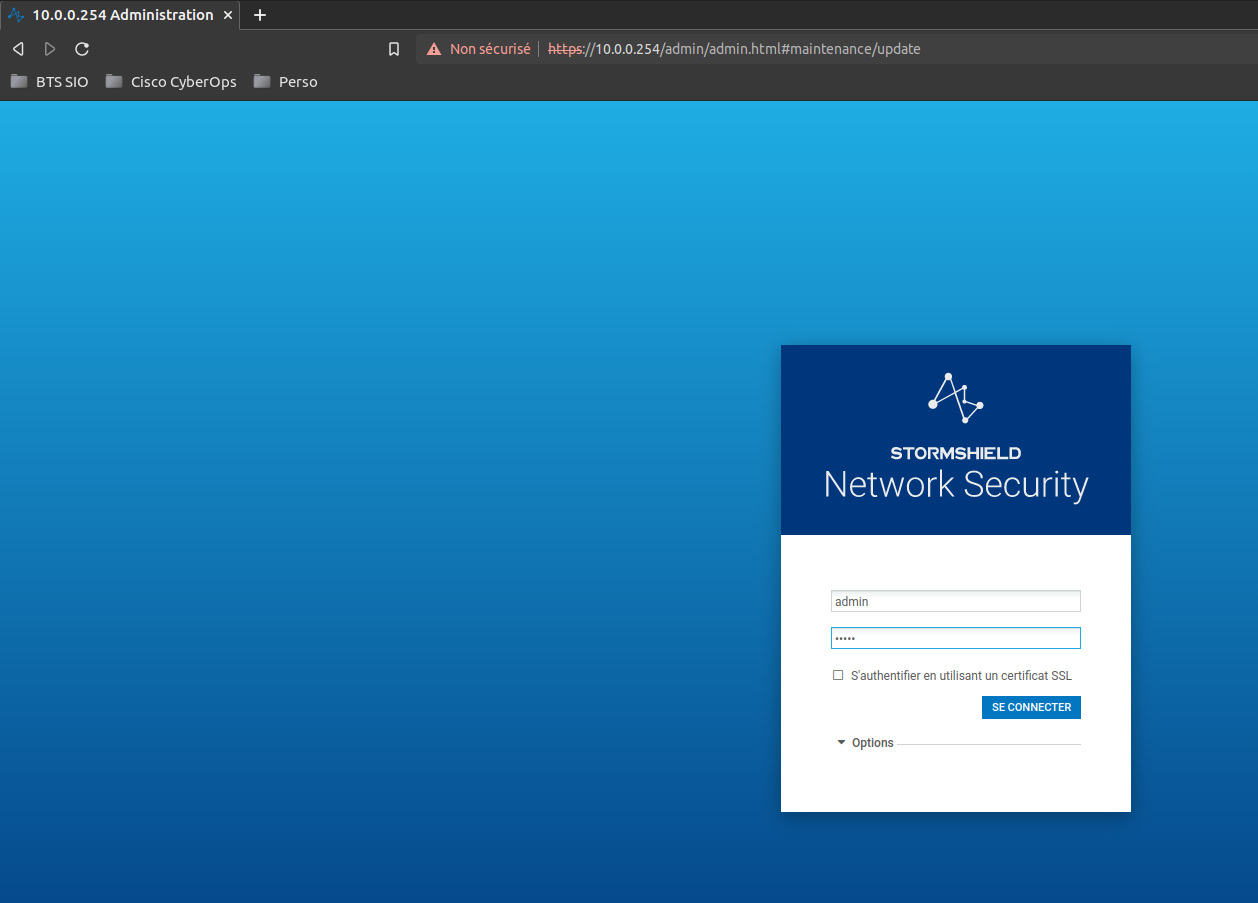 10.0.0.254 Administration
Non sécurisé
https://10.0.0.254/admin/admin.html#maintenance/update
BTS SIO
Cisco CyberOps
Perso
STORMSHIELD
Network Security
admin
•••••
S'authentifier en utilisant un certificat SSL
SE CONNECTER
Options